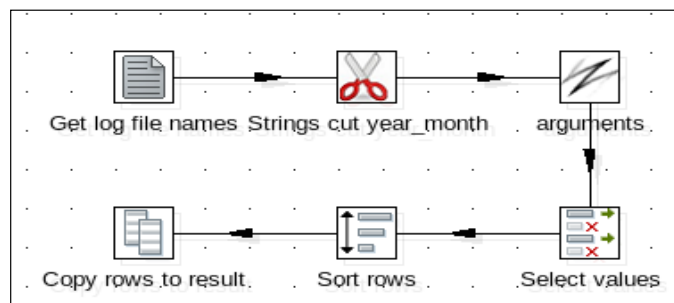 Get log file names Strings cut year_month arguments
Copy rows to result Sort rows Select values